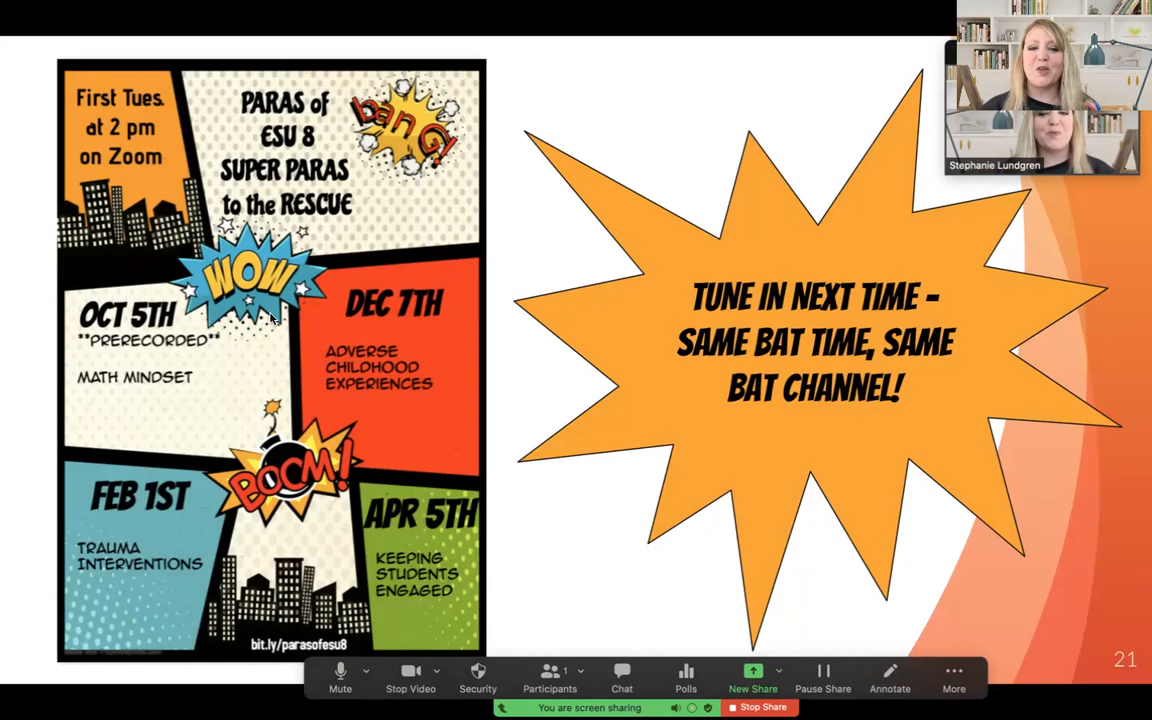 First Tues.
at 2 pm
on Zoom
PARAS of
ESU 8
SUPER PARAS
to the RESCUE
banG!
WOW
OCT 5TH
**PRERECORDED**
MATH MINDSET
DEC 7TH
ADVERSE
CHILDHOOD
EXPERIENCES
BOOM!
FEB 1ST
TRAUMA
INTERVENTIONS
APR 5TH
KEEPING
STUDENTS
ENGAGED
bit.ly/parasofesu8
TUNE IN NEXT TIME -
SAME BAT TIME, SAME
BAT CHANNEL!
Stephanie Lundgren
21
Mute
Stop Video
Security
Participants
1
Chat
Polls
New Share
Pause Share
Annotate
More
You are screen sharing
Stop Share